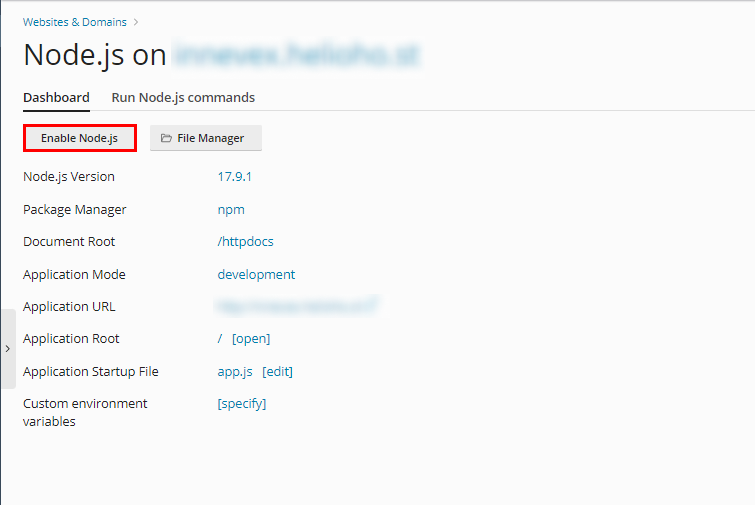 Websites & Domains >
Node.js on
Dashboard Run Node.js commands
Enable Node.js File Manager
Node.js Version 17.9.1
Package Manager npm
Document Root /httpdocs
Application Mode development
Application URL
Application Root / [open]
Application Startup File app.js [edit]
Custom environment variables [specify]